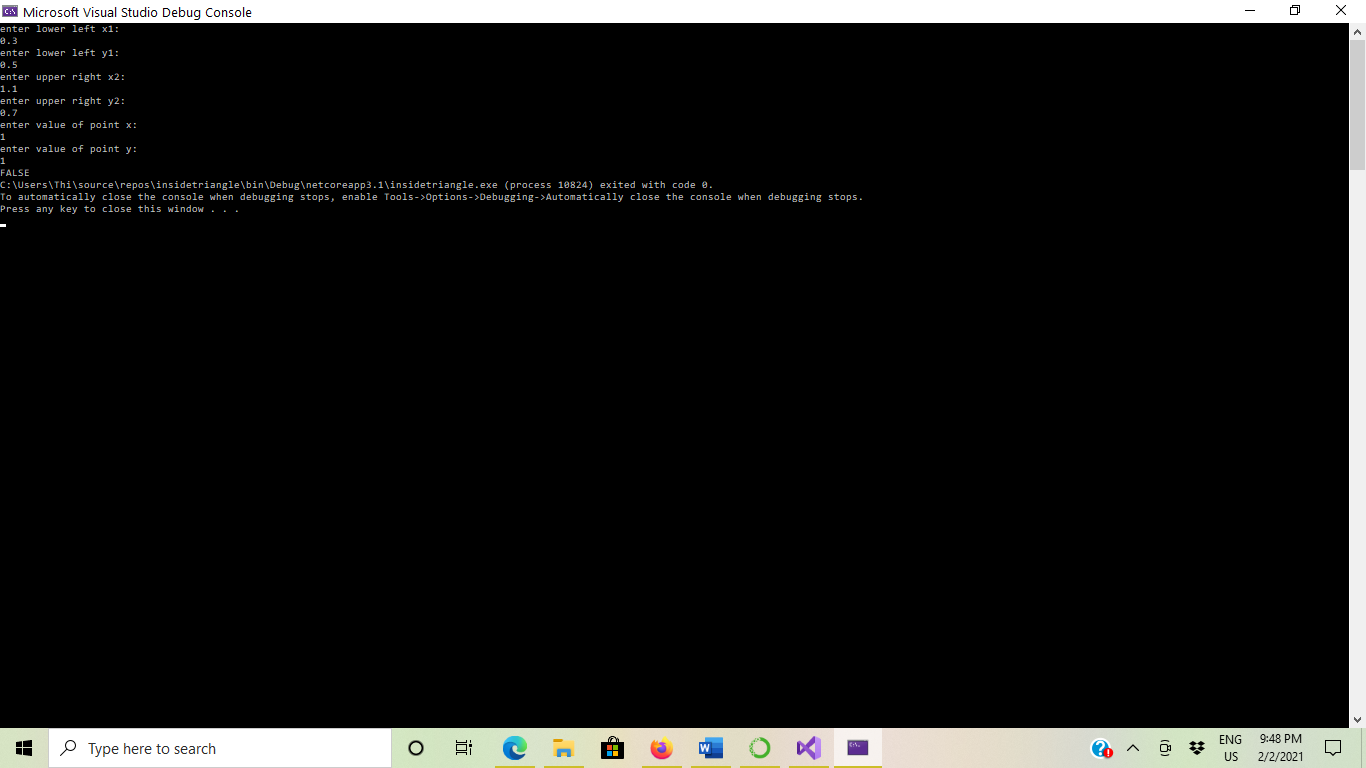 Microsoft Visual Studio Debug Console
enter lower left x1:
0.3
enter lower left y1:
0.5
enter upper right x2:
1.1
enter upper right y2:
0.7
enter value of point x:
1
enter value of point y:
1
FALSE
C:\Users\Thi\source\repos\insidetriangle\bin\Debug\netcoreapp3.1\insidetriangle.exe (process 10824) exited with code 0.
To automatically close the console when debugging stops, enable Tools->Options->Debugging->Automatically close the console when debugging stops.
Press any key to close this window . . .
Type here to search
ENG
US
9:48 PM
2/2/2021